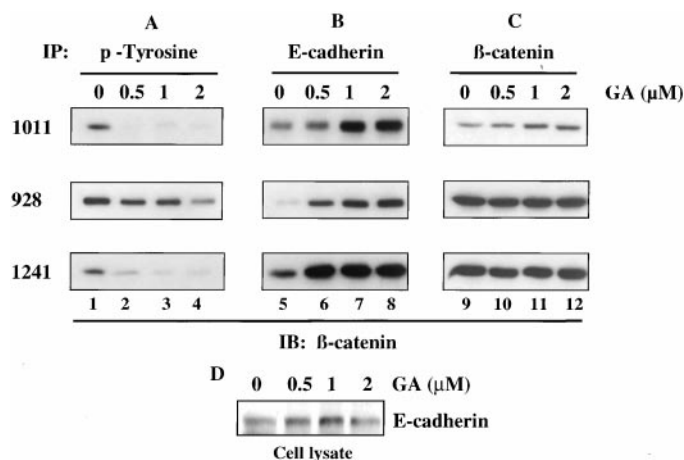 A B C
IP: p -Tyrosine E-cadherin ß-catenin
0 0.5 1 2 0 0.5 1 2 0 0.5 1 2 GA (µM)
1011
928
1241
1 2 3 4 5 6 7 8 9 10 11 12
IB: ß-catenin
D 0 0.5 1 2 GA (µM)
E-cadherin
Cell lysate